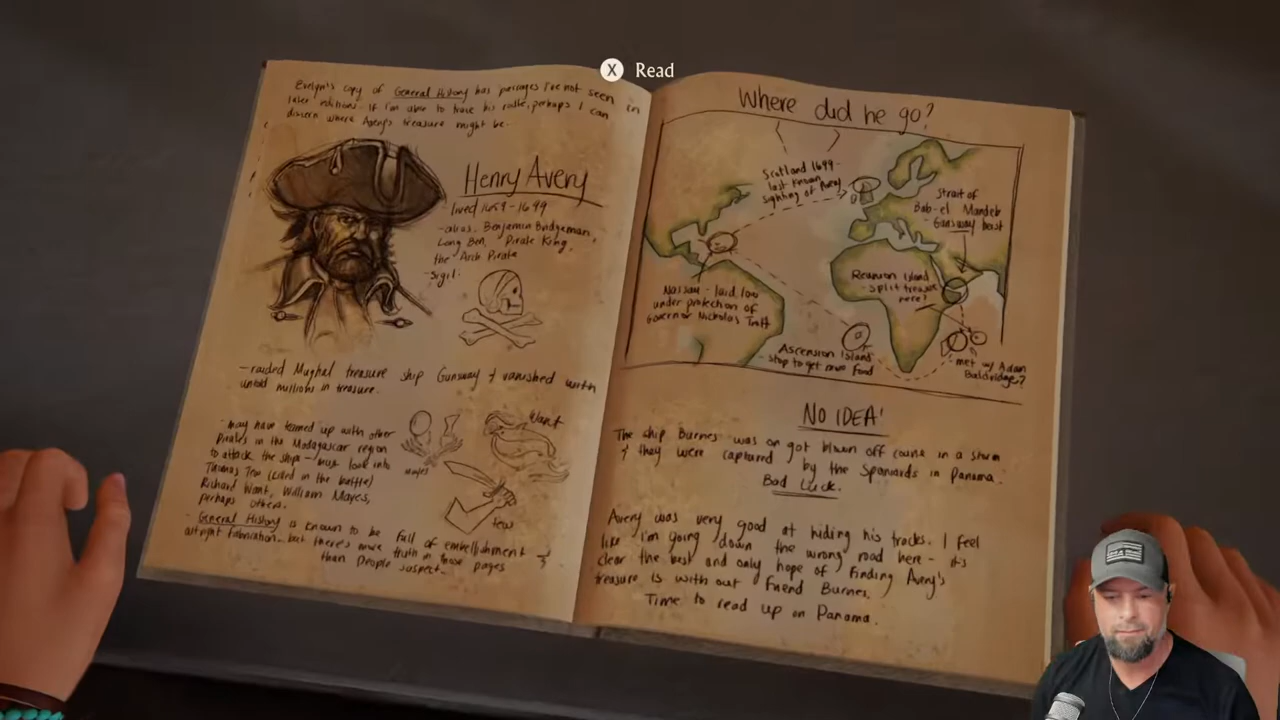 Read
Evelyn's copy of General History has passages I've not seen in
later editions. If I'm able to trace his route, perhaps I can
discern where Avery's treasure might be.
Henry Avery
lived 1659-1699
-alias. Benjamin Bridgeman,
Long Ben, Pirate King,
the Arch Pirate
-Sigil:
-raided Mughal treasure ship Gunsway & vanished with
untold millions in treasure.
-may have teamed up with other
Pirates in the Madagascar region
to attack the ships - must look into
Thomas Tew (killed in the battle)
Richard Want, William Mayes,
perhaps others.
Mayes
Want
Tew
- General History is known to be full of embellishment &
outright fabrication... but there's more truth in those pages
than people suspect.
Where did he go?
Scotland 1699-
last known
sighting of Avery
Strait of
Bab-el Mandeb
- Gunsway heist
Reunion Island
- split treasure
here?
Nassau - laid low
under protection of
Governor Nicholas Trott
Ascension Island
- stop to get more food
met w/ Adam
Baldridge?
NO IDEA!
The ship Burnes was on got blown off course in a storm
& they were captured by the Spaniards in Panama.
Bad Luck.
Avery was very good at hiding his tracks. I feel
like I'm going down the wrong road here - it's
clear the best and only hope of finding Avery's
treasure is with our friend Burnes.
Time to read up on Panama.